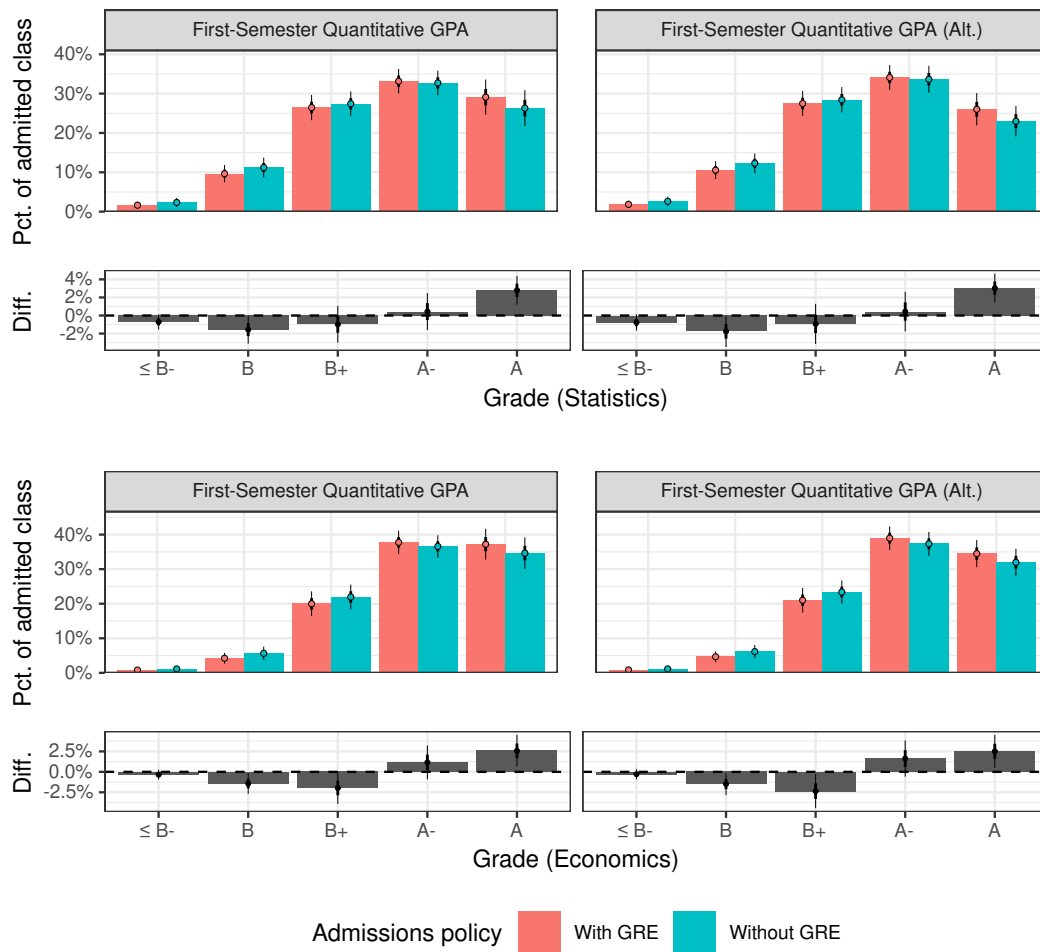 First-Semester Quantitative GPA
First-Semester Quantitative GPA (Alt.)
Pct. of admitted class
40%
30%
20%
10%
0%
Diff.
4%
2%
0%
-2%
≤ B-
B
B+
A-
A
≤ B-
B
B+
A-
A
Grade (Statistics)
First-Semester Quantitative GPA
First-Semester Quantitative GPA (Alt.)
Pct. of admitted class
40%
30%
20%
10%
0%
Diff.
2.5%
0.0%
-2.5%
≤ B-
B
B+
A-
A
≤ B-
B
B+
A-
A
Grade (Economics)
Admissions policy
With GRE
Without GRE